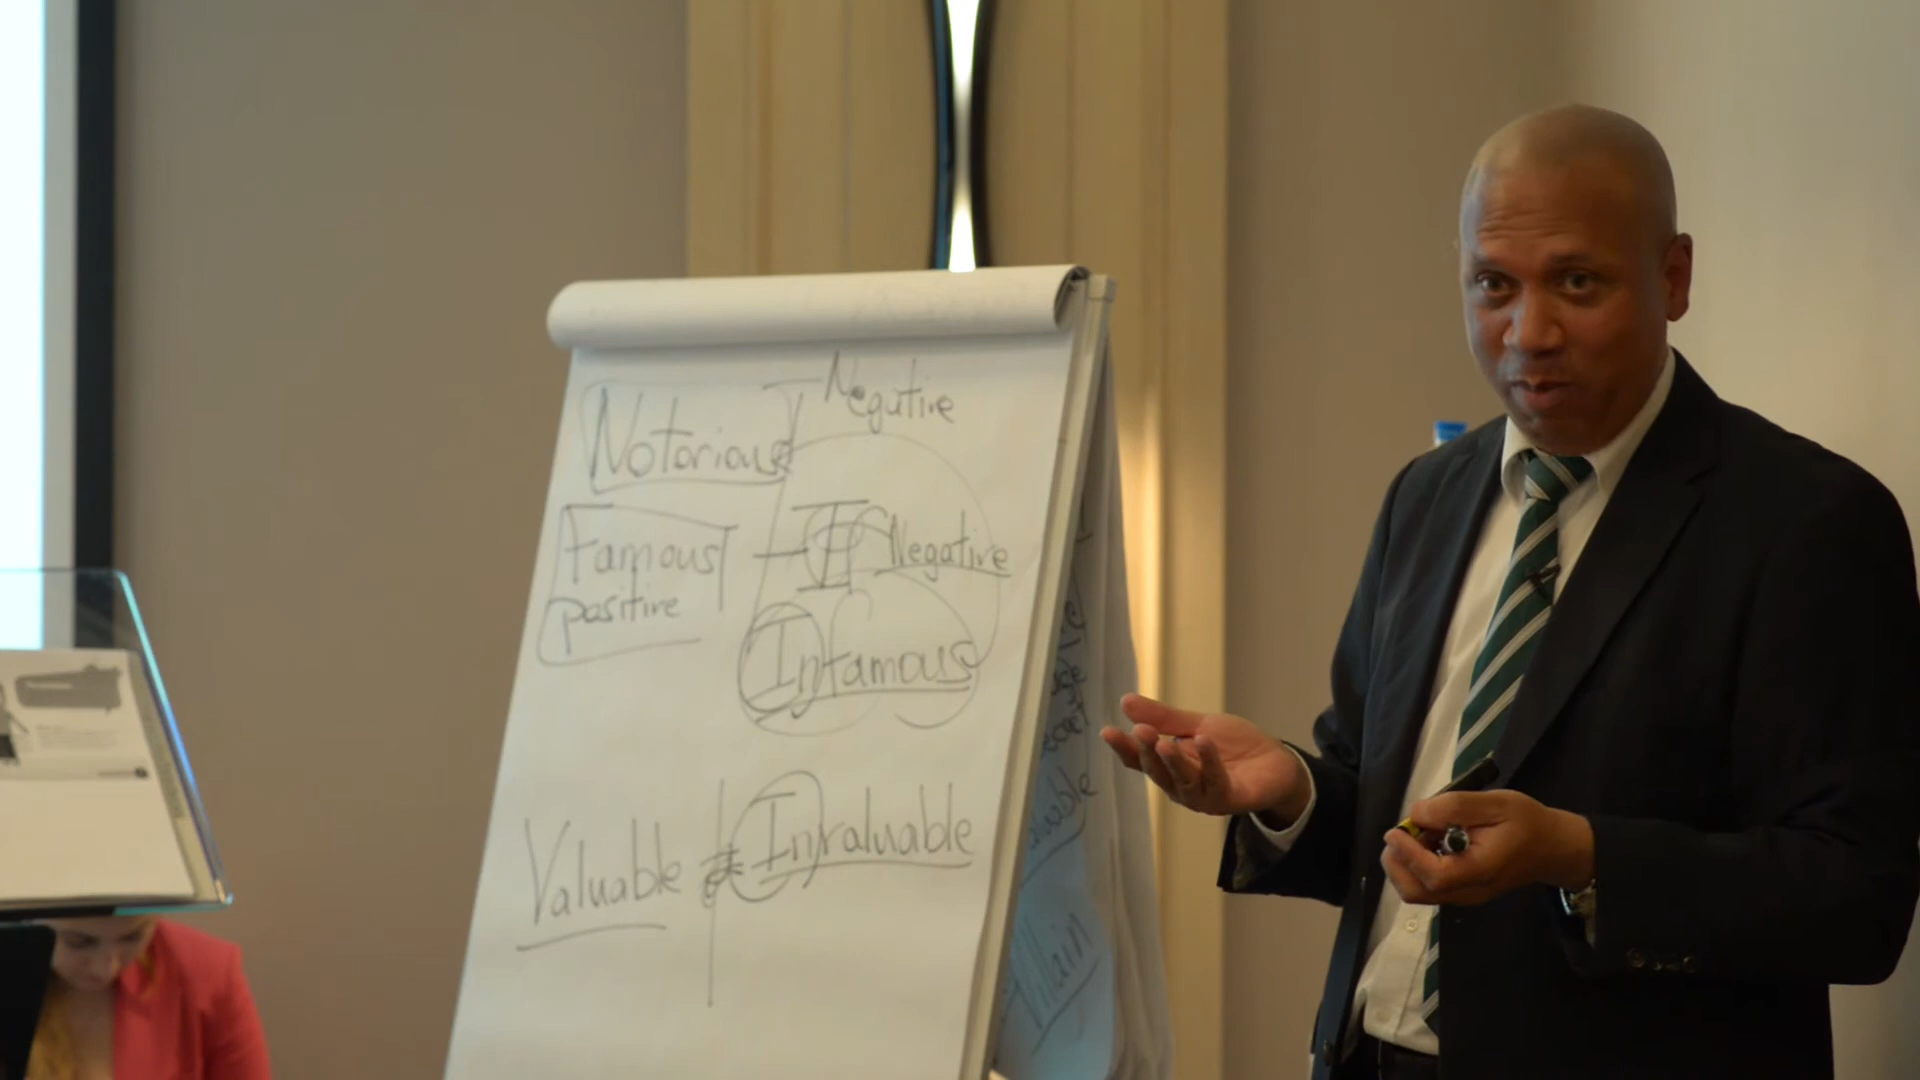 Notorious Negative
Famous Negative
positive
Infamous
Valuable ≠ Invaluable